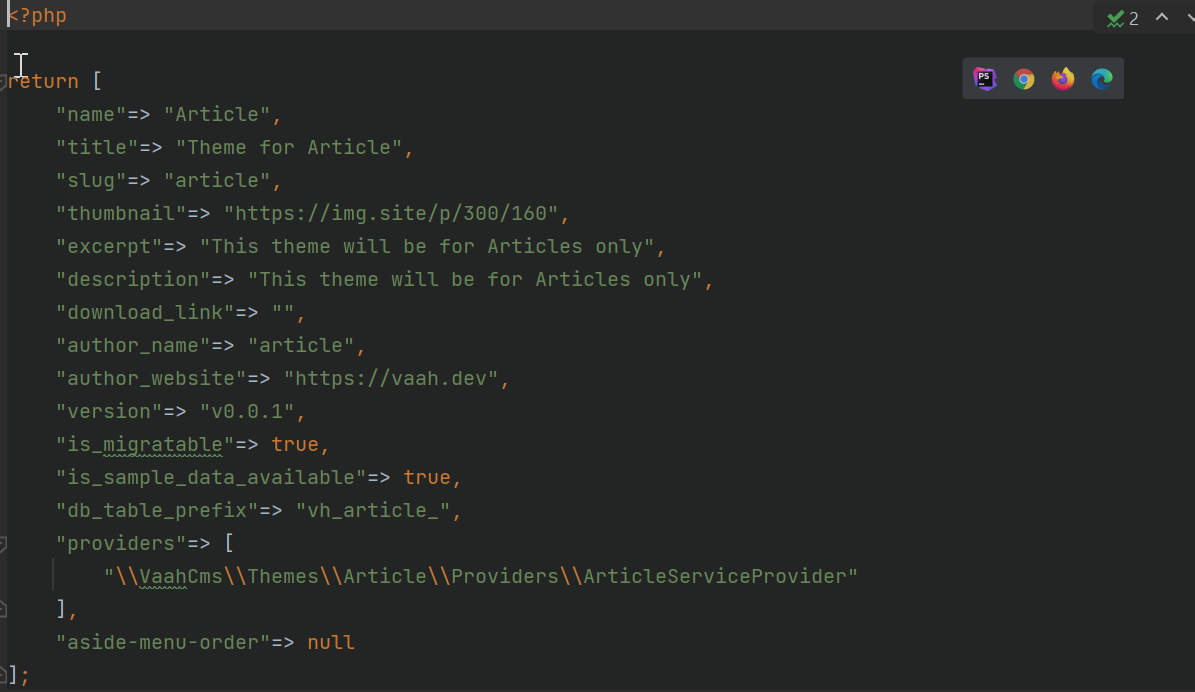 <?php
2
return [
PS
    "name"=> "Article",
    "title"=> "Theme for Article",
    "slug"=> "article",
    "thumbnail"=> "https://img.site/p/300/160",
    "excerpt"=> "This theme will be for Articles only",
    "description"=> "This theme will be for Articles only",
    "download_link"=> "",
    "author_name"=> "article",
    "author_website"=> "https://vaah.dev",
    "version"=> "v0.0.1",
    "is_migratable"=> true,
    "is_sample_data_available"=> true,
    "db_table_prefix"=> "vh_article_",
    "providers"=> [
        "\\VaahCms\\Themes\\Article\\Providers\\ArticleServiceProvider"
    ],
    "aside-menu-order"=> null
];